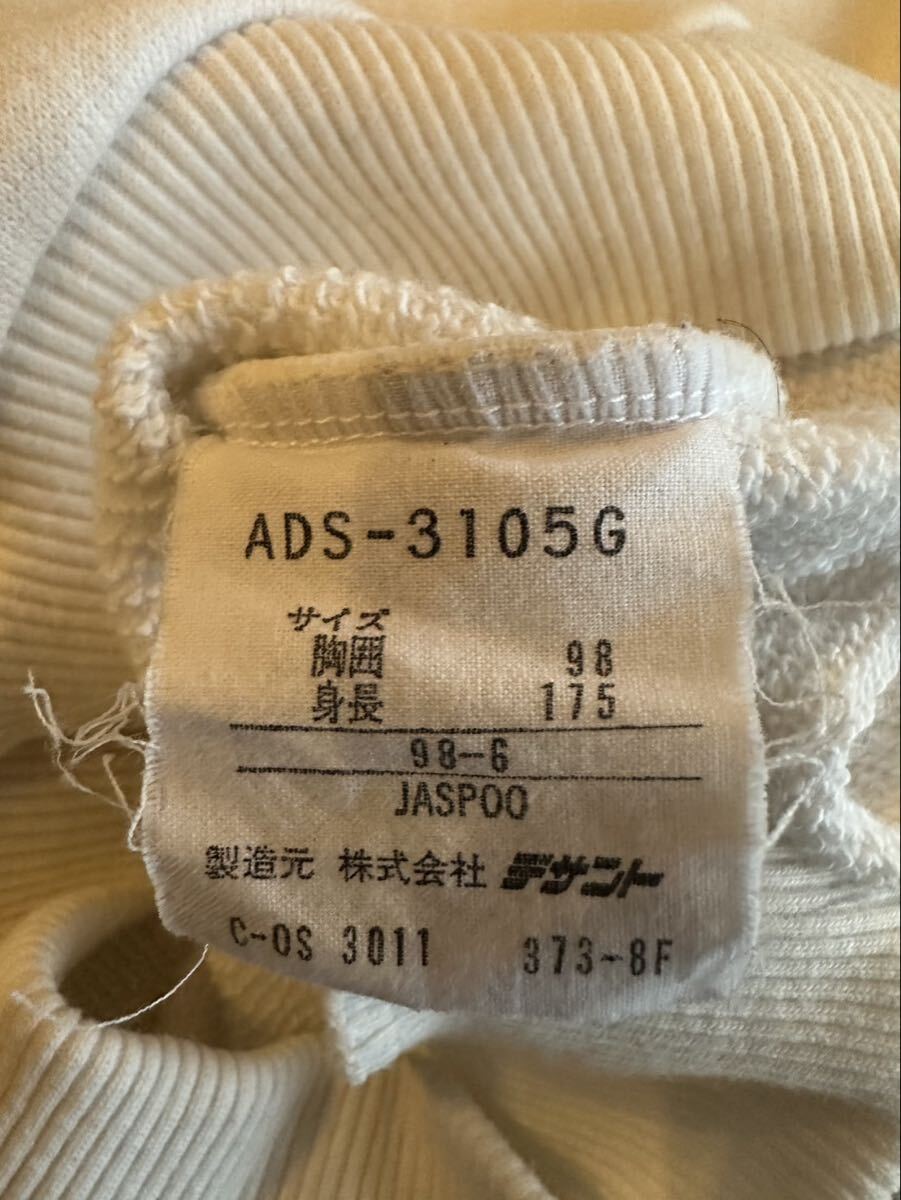 ADS-3105G
サイズ
胸囲 98
身長 175
98-6
JASPOO
製造元 株式会社 デサント
C-OS 3011 373-8F